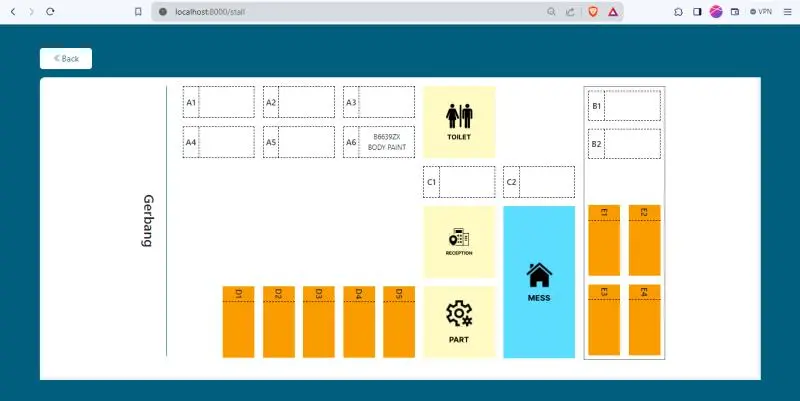 localhost:8000/stall
VPN
« Back
A1
A2
A3
A4
A5
A6
B6639ZX
BODY PAINT
TOILET
B1
B2
C1
C2
Gerbang
RECEPTION
MESS
E1
E2
E3
E4
D1
D2
D3
D4
D5
PART